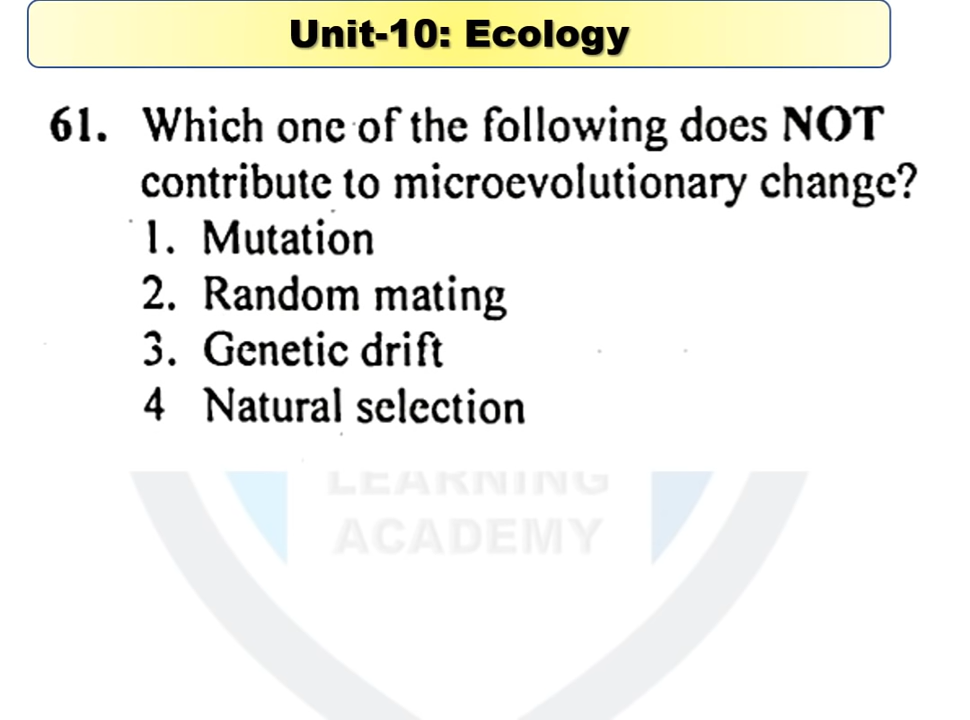 Unit-10: Ecology
61. Which one of the following does NOT
contribute to microevolutionary change?
1. Mutation
2. Random mating
3. Genetic drift
4 Natural selection
LEARNING
ACADEMY